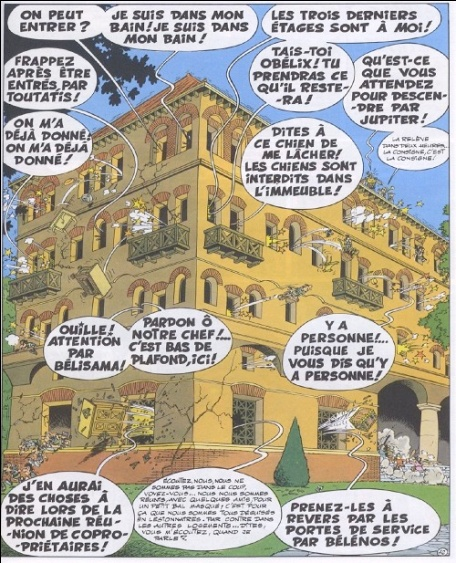 ON PEUT
ENTRER ?
JE SUIS DANS MON
BAIN! JE SUIS DANS
MON BAIN !
LES TROIS DERNIERS
ÉTAGES SONT À MOI!
FRAPPEZ
APRÈS ÊTRE
ENTRÉS, PAR
TOUTATIS!
TAIS-TOI
OBÉLIX! TU
PRENDRAS CE
QU'IL RESTE-
RA!
QU'EST-CE
QUE VOUS
ATTENDEZ
POUR DESCEN-
DRE PAR
JUPITER!
ON M'A
DÉJÀ DONNÉ!
ON M'A DÉJÀ
DONNÉ!
DITES À
CE CHIEN DE
ME LÂCHER!
LES CHIENS SONT
INTERDITS DANS
L'IMMEUBLE!
LA RELÈVE
DANS DEUX HEURES,
LA CONSIGNE, C'EST
LA CONSIGNE!
OUILLE!
ATTENTION
PAR
BÉLISAMA!
PARDON Ô
NOTRE CHEF!...
C'EST BAS DE
PLAFOND, ICI!
Y A
PERSONNE!...
PUISQUE JE
VOUS DIS QU'Y
A PERSONNE!
J'EN AURAI
DES CHOSES À
DIRE LORS DE LA
PROCHAINE RÉU-
NION DE COPRO-
PRIÉTAIRES!
ÉCOUTEZ, NOUS, NOUS NE
SOMMES PAS DANS LE COUP,
VOYEZ-VOUS... NOUS NOUS SOMMES
RÉUNIS, AVEC QUELQUES AMIS, POUR UN
PETIT BAL MASQUÉ; C'EST POUR
ÇA QUE NOUS SOMMES TOUS DÉGUISÉS
EN LÉGIONNAIRES. PAR CONTRE DANS
LES AUTRES LOGEMENTS... DITES,
VOUS M'ÉCOUTEZ, QUAND JE
PARLE ?
PRENEZ-LES À
REVERS PAR LES
PORTES DE SERVICE
PAR BÉLÉNOS!